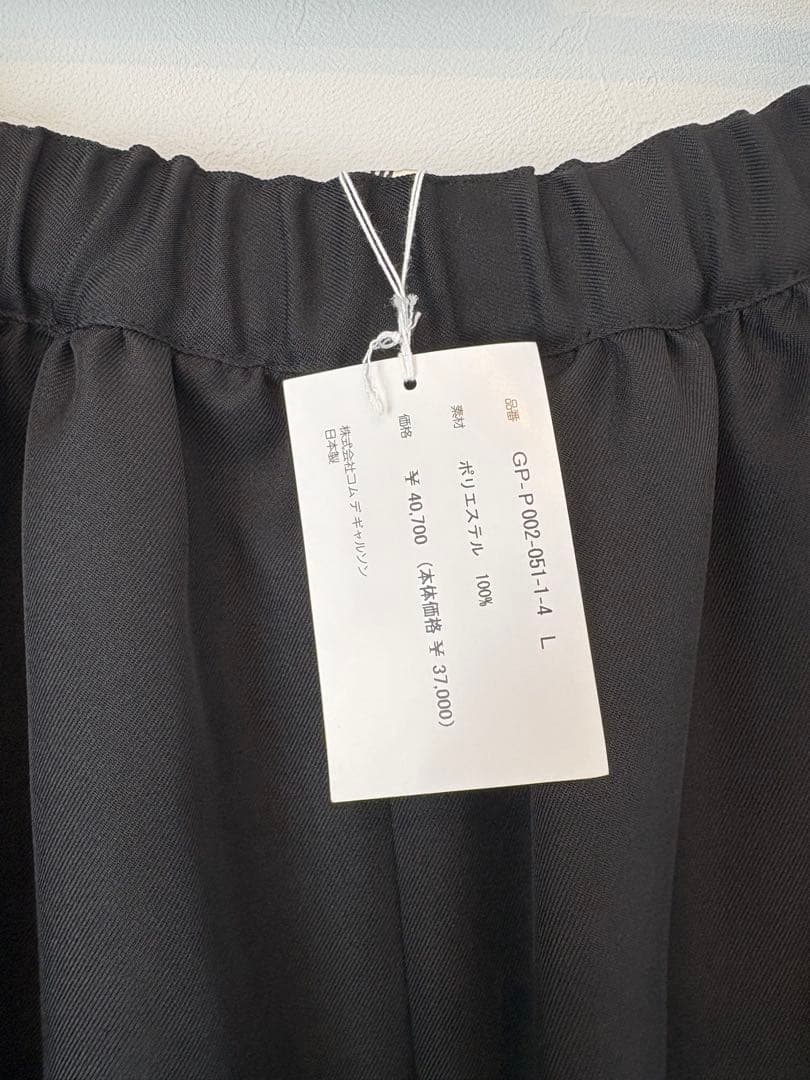 品番 GP-P002-051-1-4 L
素材 ポリエステル 100%
価格 ¥ 40,700 (本体価格 ¥ 37,000)
株式会社コム デ ギャルソン
日本製